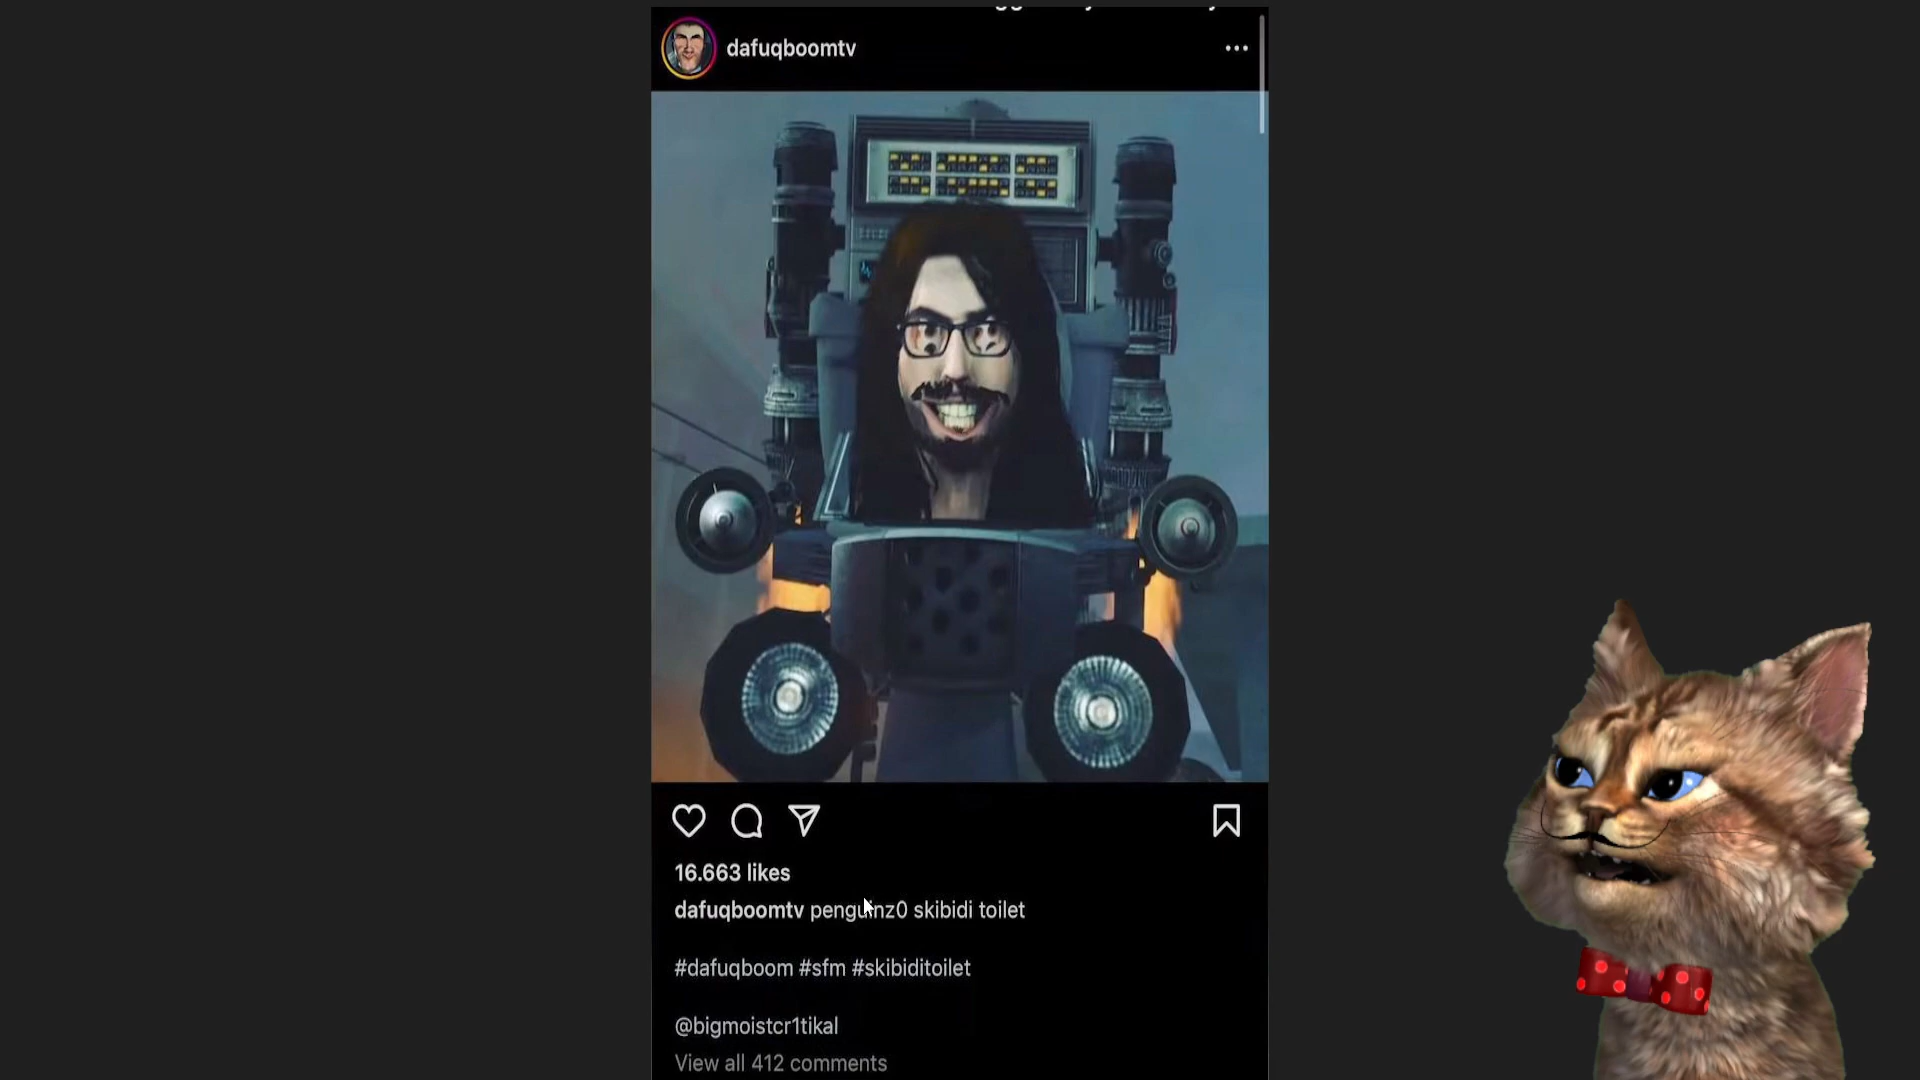 dafuqboomtv
16.663 likes
dafuqboomtv penguinz0 skibidi toilet
#dafuqboom #sfm #skibiditoilet
@bigmoistcr1tikal
View all 412 comments